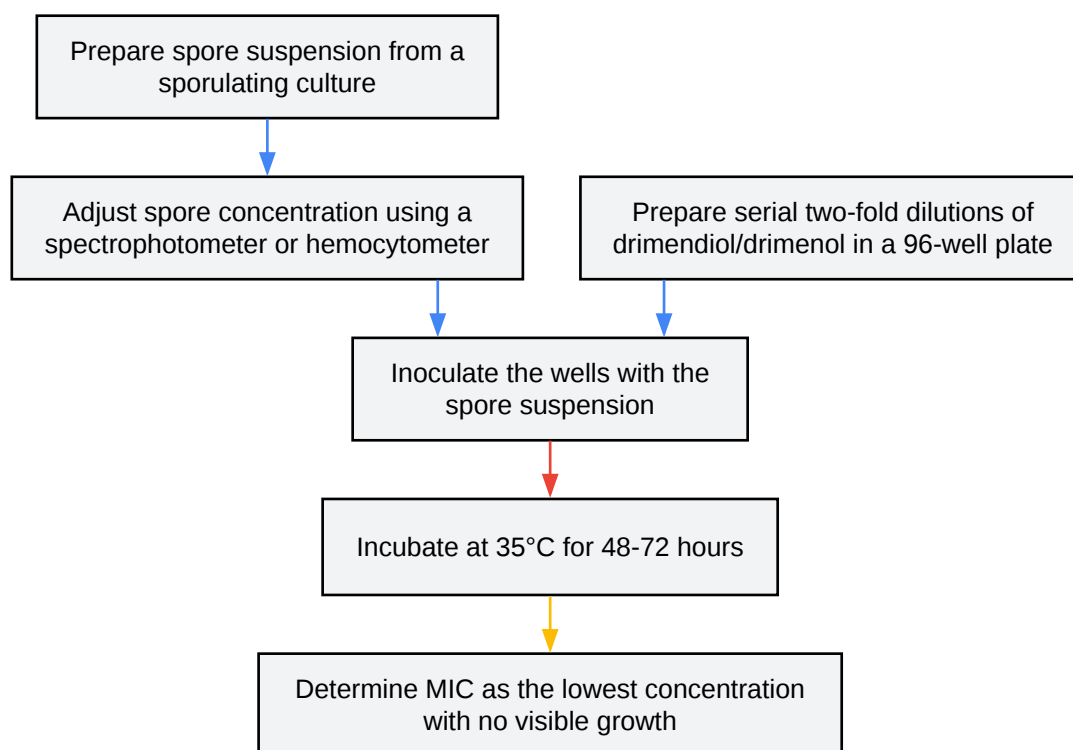 Prepare spore suspension from a
sporulating culture
Adjust spore concentration using a
spectrophotometer or hemocytometer
Prepare serial two-fold dilutions of
drimendiol/drimenol in a 96-well plate
Inoculate the wells with the
spore suspension
Incubate at 35°C for 48-72 hours
Determine MIC as the lowest concentration
with no visible growth